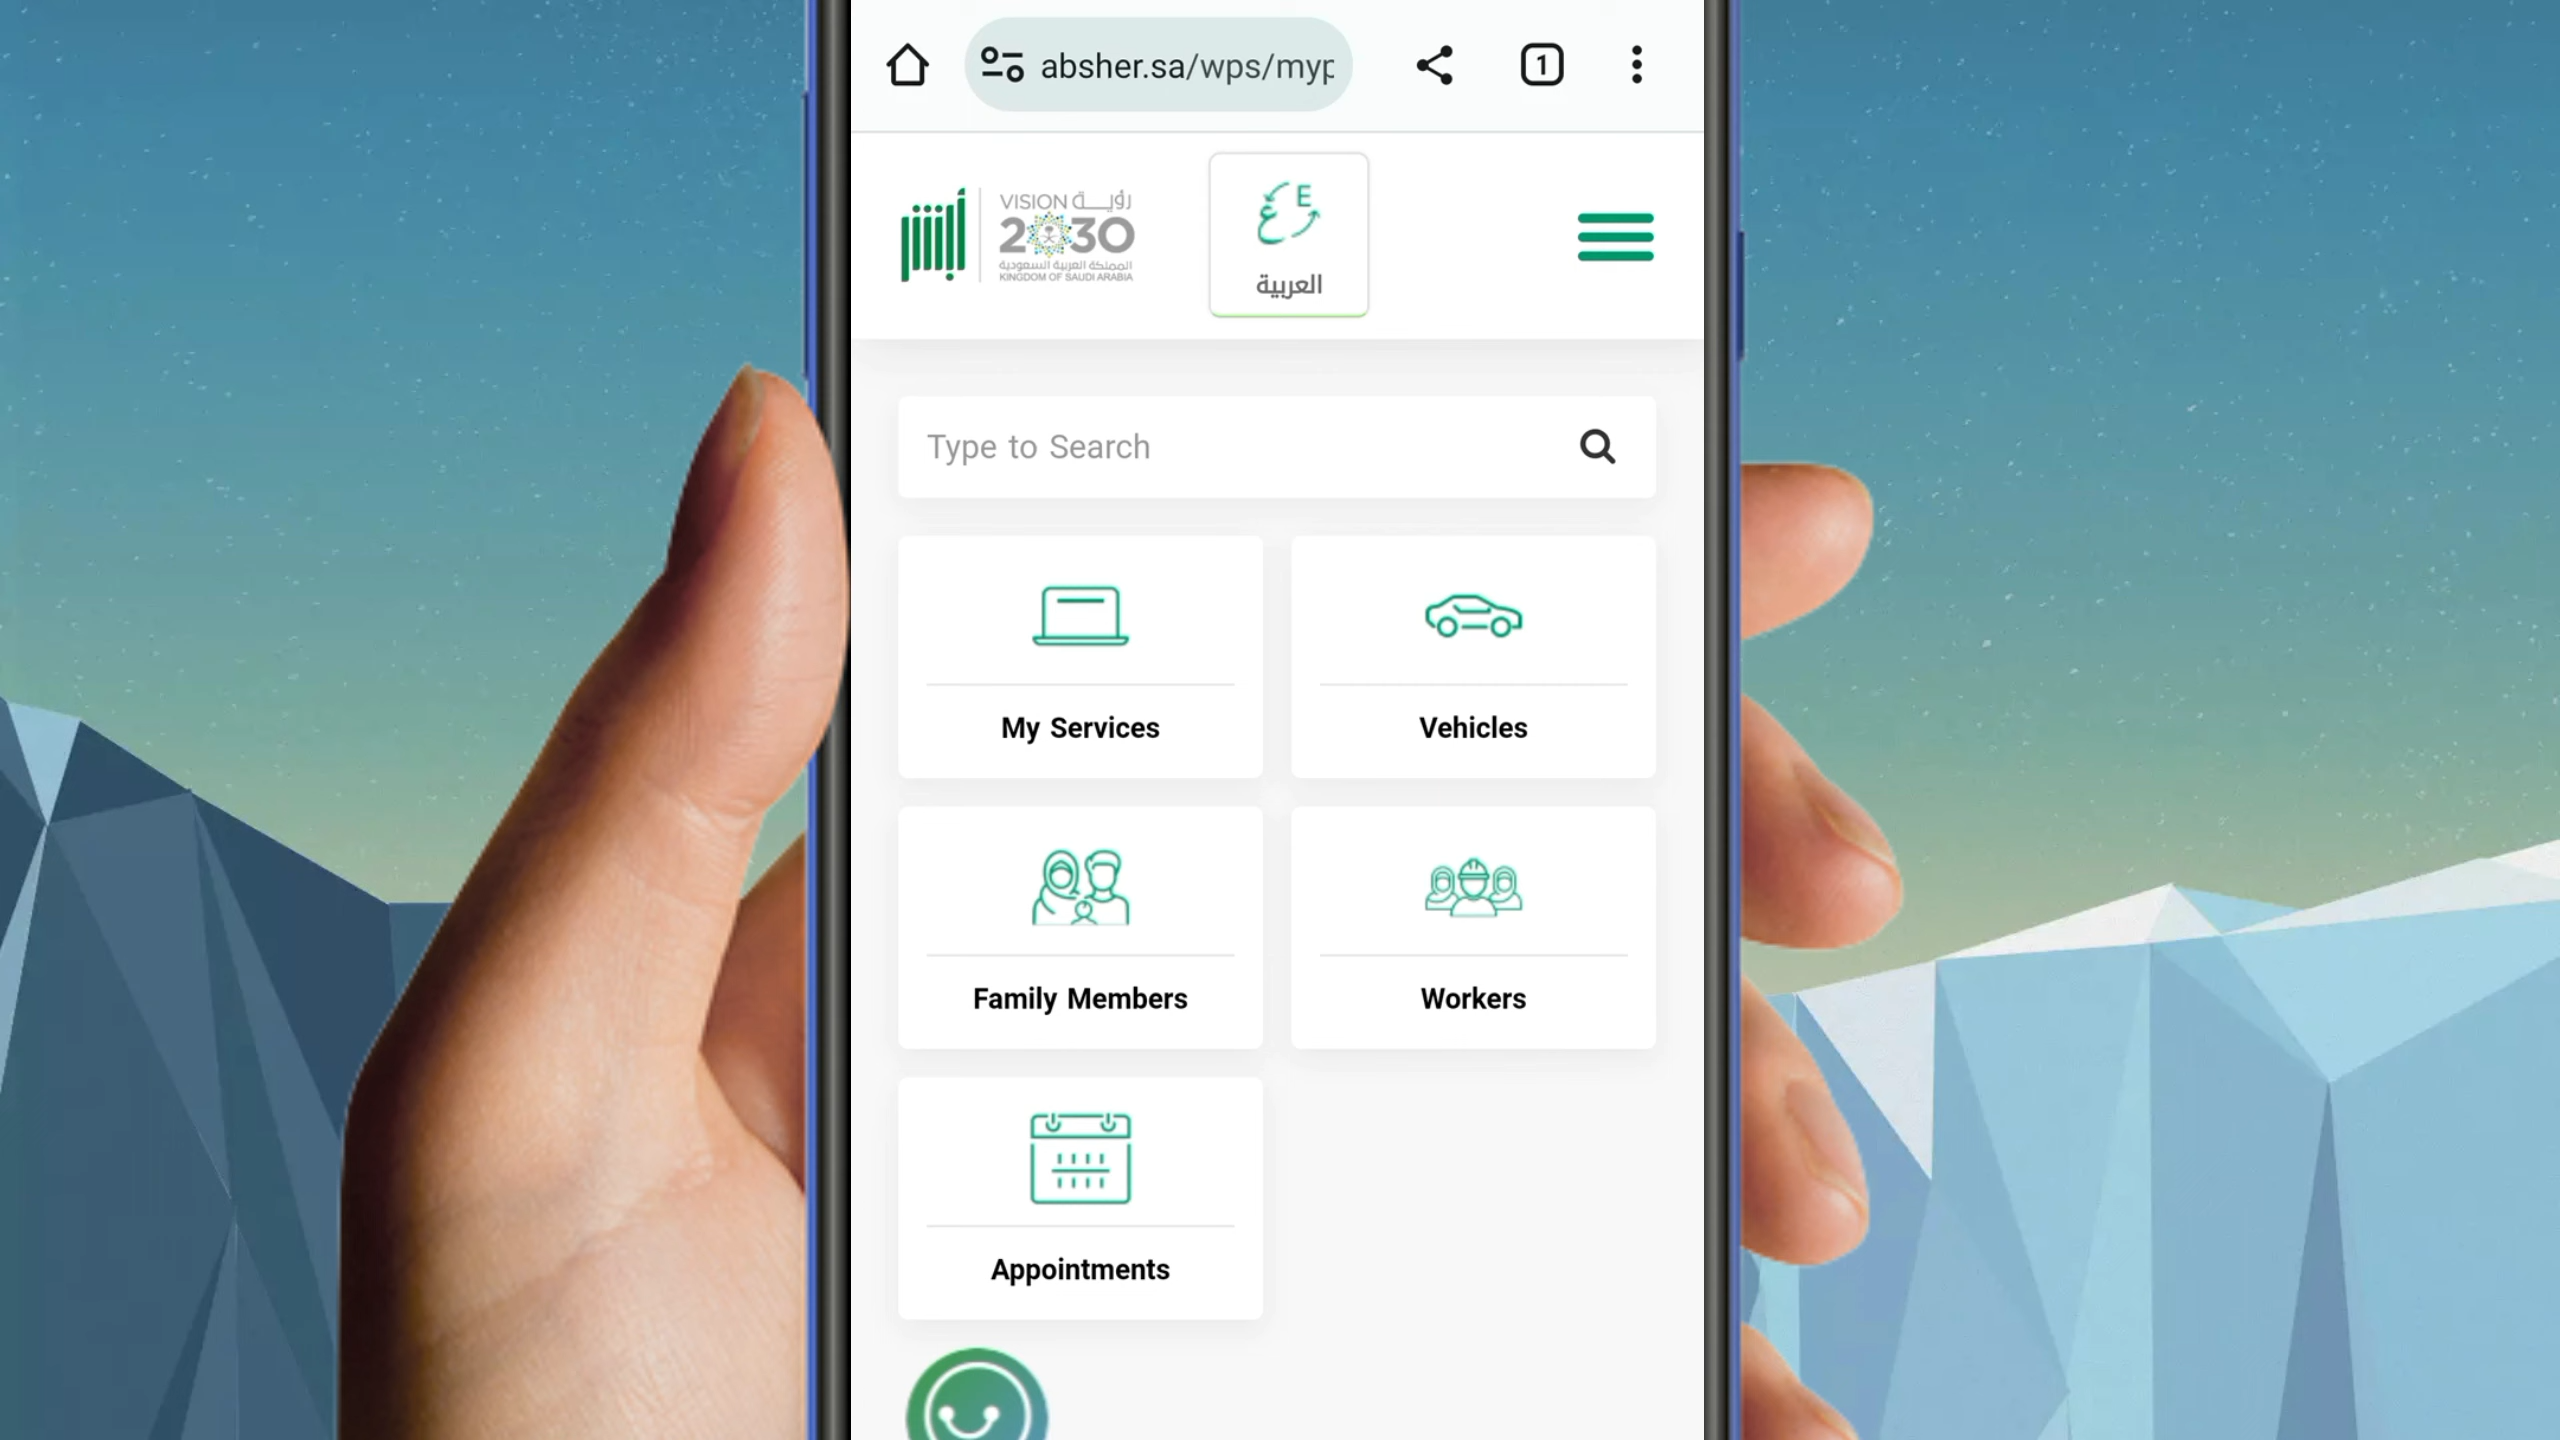 absher.sa/wps/myp
1
أبشر
VISION رؤيــة
2030
المملكة العربية السعودية
KINGDOM OF SAUDI ARABIA
E
ع
العربية
Type to Search
My Services
Vehicles
Family Members
Workers
Appointments